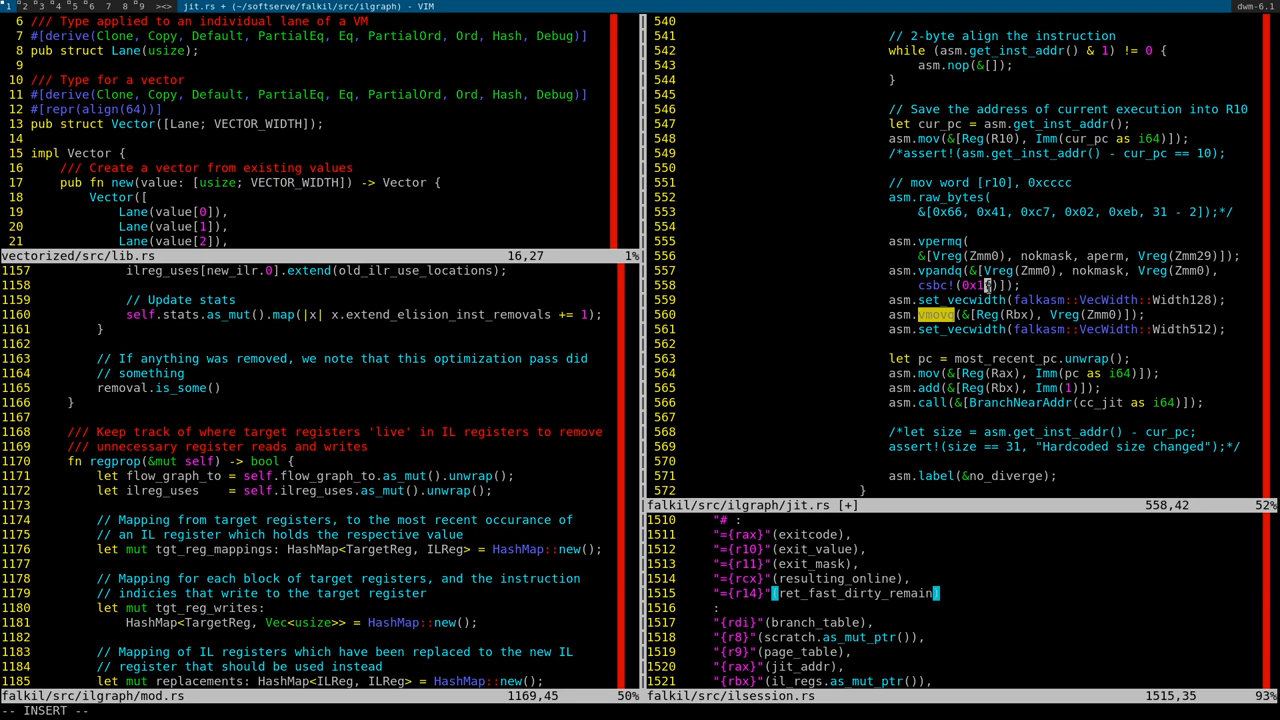 1 2 3 4 5 6 7 8 9 ><> jit.rs + (~/softserve/falkil/src/ilgraph) - VIM dwm-6.1
6 /// Type applied to an individual lane of a VM
7 #[derive(Clone, Copy, Default, PartialEq, Eq, PartialOrd, Ord, Hash, Debug)]
8 pub struct Lane(usize);
9
10 /// Type for a vector
11 #[derive(Clone, Copy, Default, PartialEq, Eq, PartialOrd, Ord, Hash, Debug)]
12 #[repr(align(64))]
13 pub struct Vector([Lane; VECTOR_WIDTH]);
14
15 impl Vector {
16     /// Create a vector from existing values
17     pub fn new(value: [usize; VECTOR_WIDTH]) -> Vector {
18         Vector([
19             Lane(value[0]),
20             Lane(value[1]),
21             Lane(value[2]),
vectorized/src/lib.rs 16,27 1%
1157             ilreg_uses[new_ilr.0].extend(old_ilr_use_locations);
1158
1159             // Update stats
1160             self.stats.as_mut().map(|x| x.extend_elision_inst_removals += 1);
1161         }
1162
1163         // If anything was removed, we note that this optimization pass did
1164         // something
1165         removal.is_some()
1166     }
1167
1168     /// Keep track of where target registers 'live' in IL registers to remove
1169     /// unnecessary register reads and writes
1170     fn regprop(&mut self) -> bool {
1171         let flow_graph_to = self.flow_graph_to.as_mut().unwrap();
1172         let ilreg_uses    = self.ilreg_uses.as_mut().unwrap();
1173
1174         // Mapping from target registers, to the most recent occurance of
1175         // an IL register which holds the respective value
1176         let mut tgt_reg_mappings: HashMap<TargetReg, ILReg> = HashMap::new();
1177
1178         // Mapping for each block of target registers, and the instruction
1179         // indicies that write to the target register
1180         let mut tgt_reg_writes:
1181             HashMap<TargetReg, Vec<usize>> = HashMap::new();
1182
1183         // Mapping of IL registers which have been replaced to the new IL
1184         // register that should be used instead
1185         let mut replacements: HashMap<ILReg, ILReg> = HashMap::new();
falkil/src/ilgraph/mod.rs 1169,45 50%
-- INSERT --
540
541 // 2-byte align the instruction
542 while (asm.get_inst_addr() & 1) != 0 {
543     asm.nop(&[]);
544 }
545
546 // Save the address of current execution into R10
547 let cur_pc = asm.get_inst_addr();
548 asm.mov(&[Reg(R10), Imm(cur_pc as i64)]);
549 /*assert!(asm.get_inst_addr() - cur_pc == 10);
550
551 // mov word [r10], 0xcccc
552 asm.raw_bytes(
553     &[0x66, 0x41, 0xc7, 0x02, 0xeb, 31 - 2]);*/
554
555 asm.vpermq(
556     &[Vreg(Zmm0), nokmask, aperm, Vreg(Zmm29)]);
557 asm.vpandq(&[Vreg(Zmm0), nokmask, Vreg(Zmm0),
558     csbc!(0x16)]);
559 asm.set_vecwidth(falkasm::VecWidth::Width128);
560 asm.vmovq(&[Reg(Rbx), Vreg(Zmm0)]);
561 asm.set_vecwidth(falkasm::VecWidth::Width512);
562
563 let pc = most_recent_pc.unwrap();
564 asm.mov(&[Reg(Rax), Imm(pc as i64)]);
565 asm.add(&[Reg(Rbx), Imm(1)]);
566 asm.call(&[BranchNearAddr(cc_jit as i64)]);
567
568 /*let size = asm.get_inst_addr() - cur_pc;
569 assert!(size == 31, "Hardcoded size changed");*/
570
571 asm.label(&no_diverge);
572 }
falkil/src/ilgraph/jit.rs [+] 558,42 52%
1510     "# :
1511     "={rax}"(exitcode),
1512     "={r10}"(exit_value),
1513     "={r11}"(exit_mask),
1514     "={rcx}"(resulting_online),
1515     "={r14}"(ret_fast_dirty_remain)
1516     :
1517     "{rdi}"(branch_table),
1518     "{r8}"(scratch.as_mut_ptr()),
1519     "{r9}"(page_table),
1520     "{rax}"(jit_addr),
1521     "{rbx}"(il_regs.as_mut_ptr()),
falkil/src/ilsession.rs 1515,35 93%